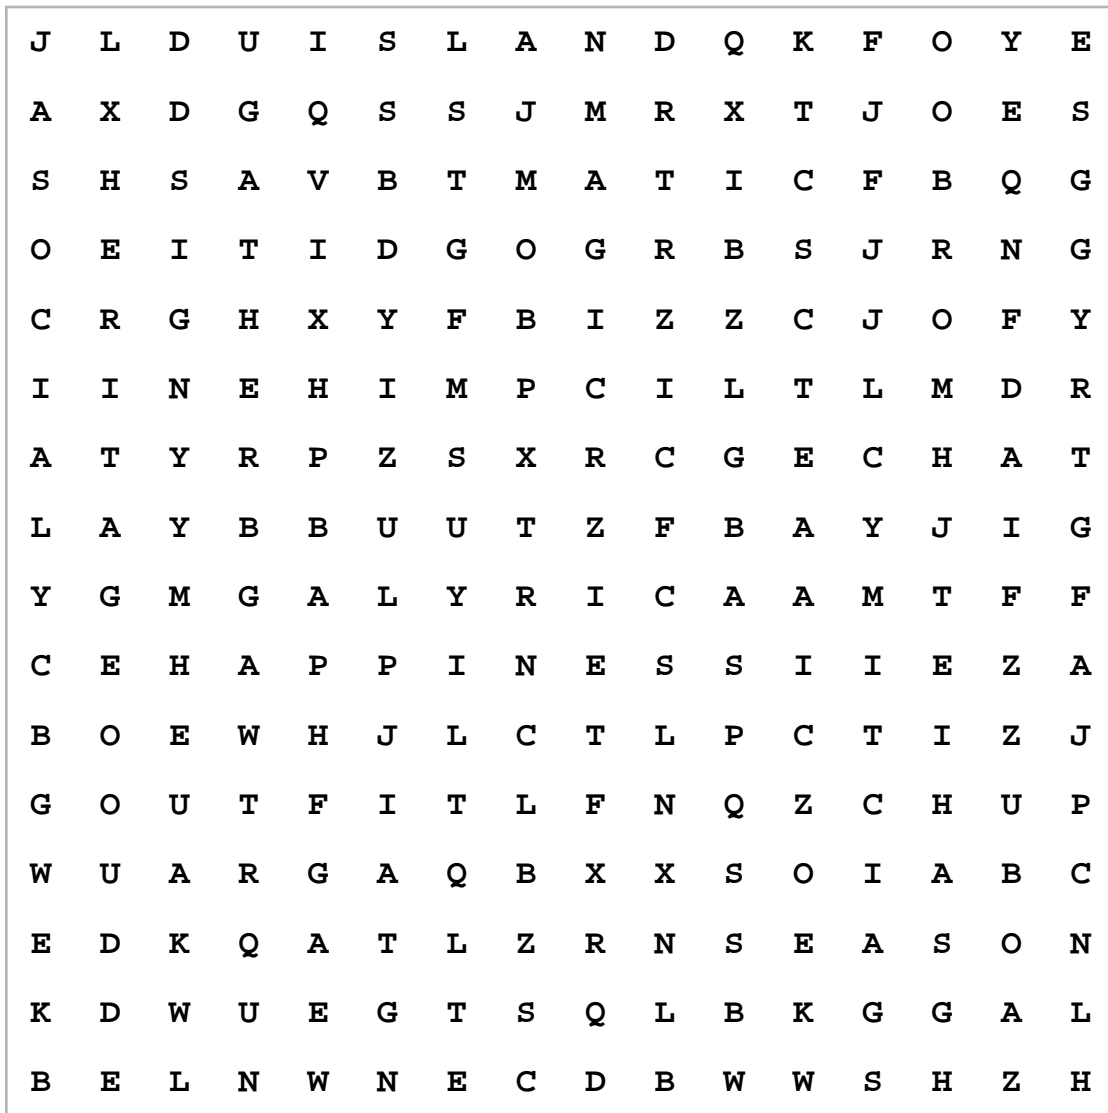 J L D U I S L A N D Q K F O Y E
A X D G Q S S J M R X T J O E S
S H S A V B T M A T I C F B Q G
O E I T I D G O G R B S J R N G
C R G H X Y F B I Z Z C J O F Y
I I N E H I M P C I L T L M D R
A T Y R P Z S X R C G E C H A T
L A Y B B U U T Z F B A Y J I G
Y G M G A L Y R I C A A M T F F
C E H A P P I N E S S I I E Z A
B O E W H J L C T L P C T I Z J
G O U T F I T L F N Q Z C H U P
W U A R G A Q B X X S O I A B C
E D K Q A T L Z R N S E A S O N
K D W U E G T S Q L B K G G A L
B E L N W N E C D B W W S H Z H